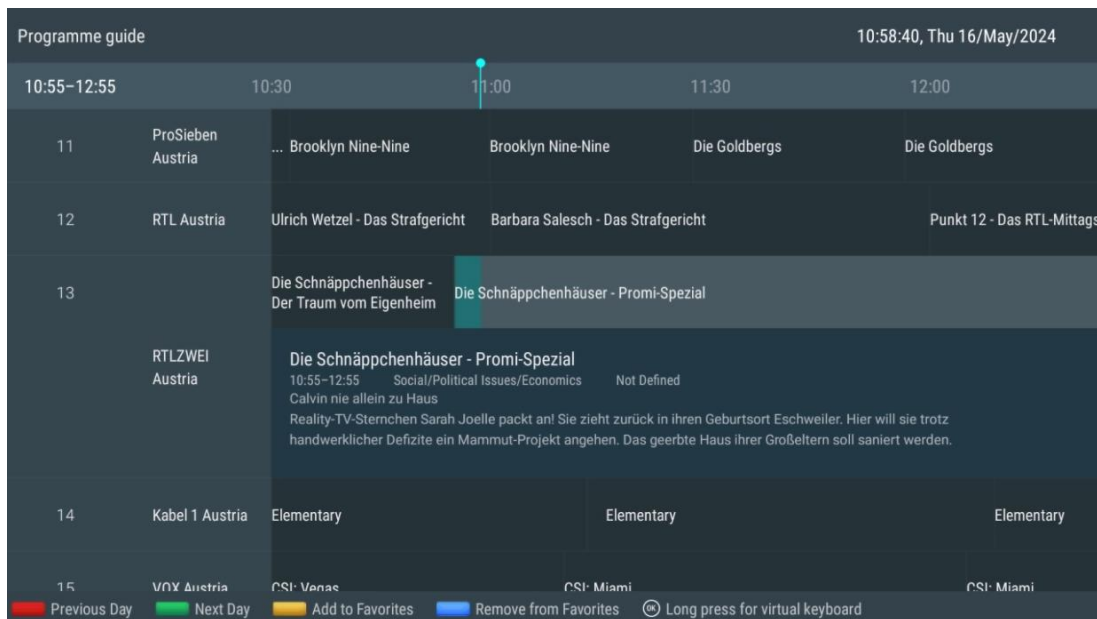 Programme guide
10:58:40, Thu 16/May/2024
10:55–12:55
10:30
11:00
11:30
12:00
11
ProSieben
Austria
... Brooklyn Nine-Nine
Brooklyn Nine-Nine
Die Goldbergs
Die Goldbergs
12
RTL Austria
Ulrich Wetzel - Das Strafgericht
Barbara Salesch - Das Strafgericht
Punkt 12 - Das RTL-Mittags
13
Die Schnäppchenhäuser -
Der Traum vom Eigenheim
Die Schnäppchenhäuser - Promi-Spezial
RTLZWEI
Austria
Die Schnäppchenhäuser - Promi-Spezial
10:55–12:55 Social/Political Issues/Economics Not Defined
Calvin nie allein zu Haus
Reality-TV-Sternchen Sarah Joelle packt an! Sie zieht zurück in ihren Geburtsort Eschweiler. Hier will sie trotz
handwerklicher Defizite ein Mammut-Projekt angehen. Das geerbte Haus ihrer Großeltern soll saniert werden.
14
Kabel 1 Austria
Elementary
Elementary
Elementary
15
VOX Austria
CSI: Vegas
CSI: Miami
CSI: Miami
Previous Day
Next Day
Add to Favorites
Remove from Favorites
OK Long press for virtual keyboard